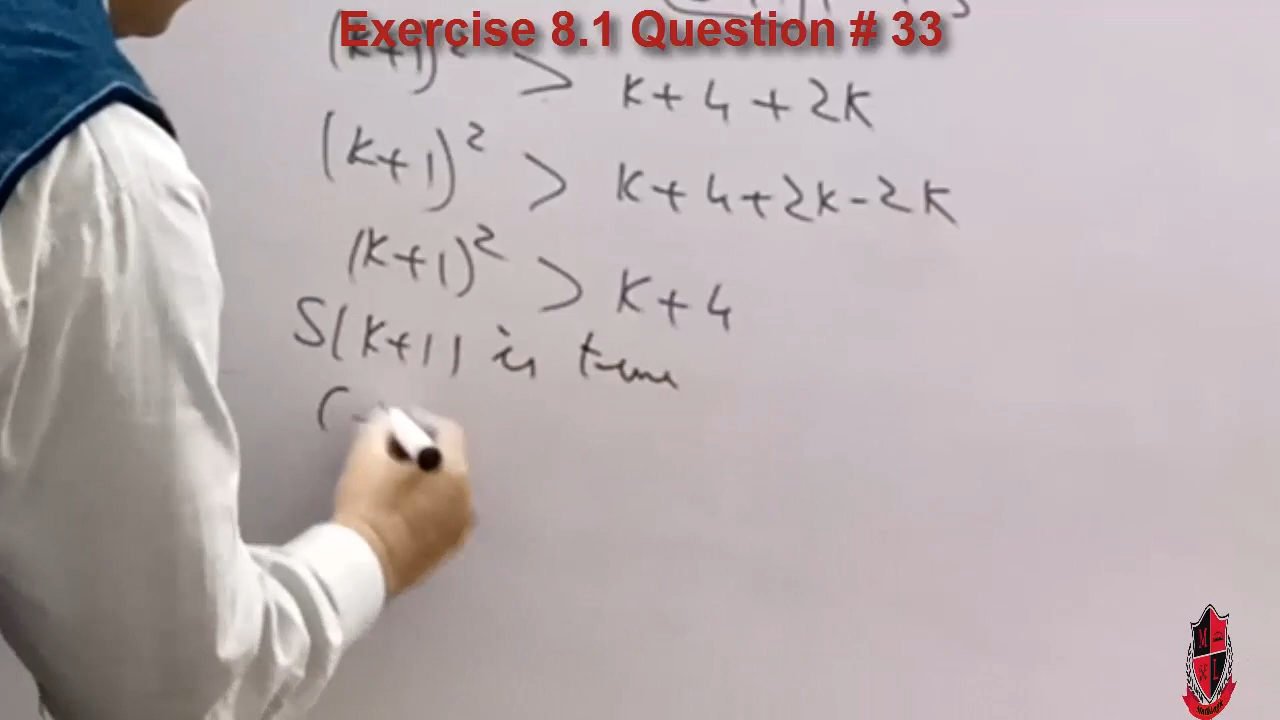 Exercise 8.1 Question # 33
(k+1)² > k+4+2k
(k+1)² > k+4+2k-2k
(k+1)² > k+4
S(k+1) is true
(